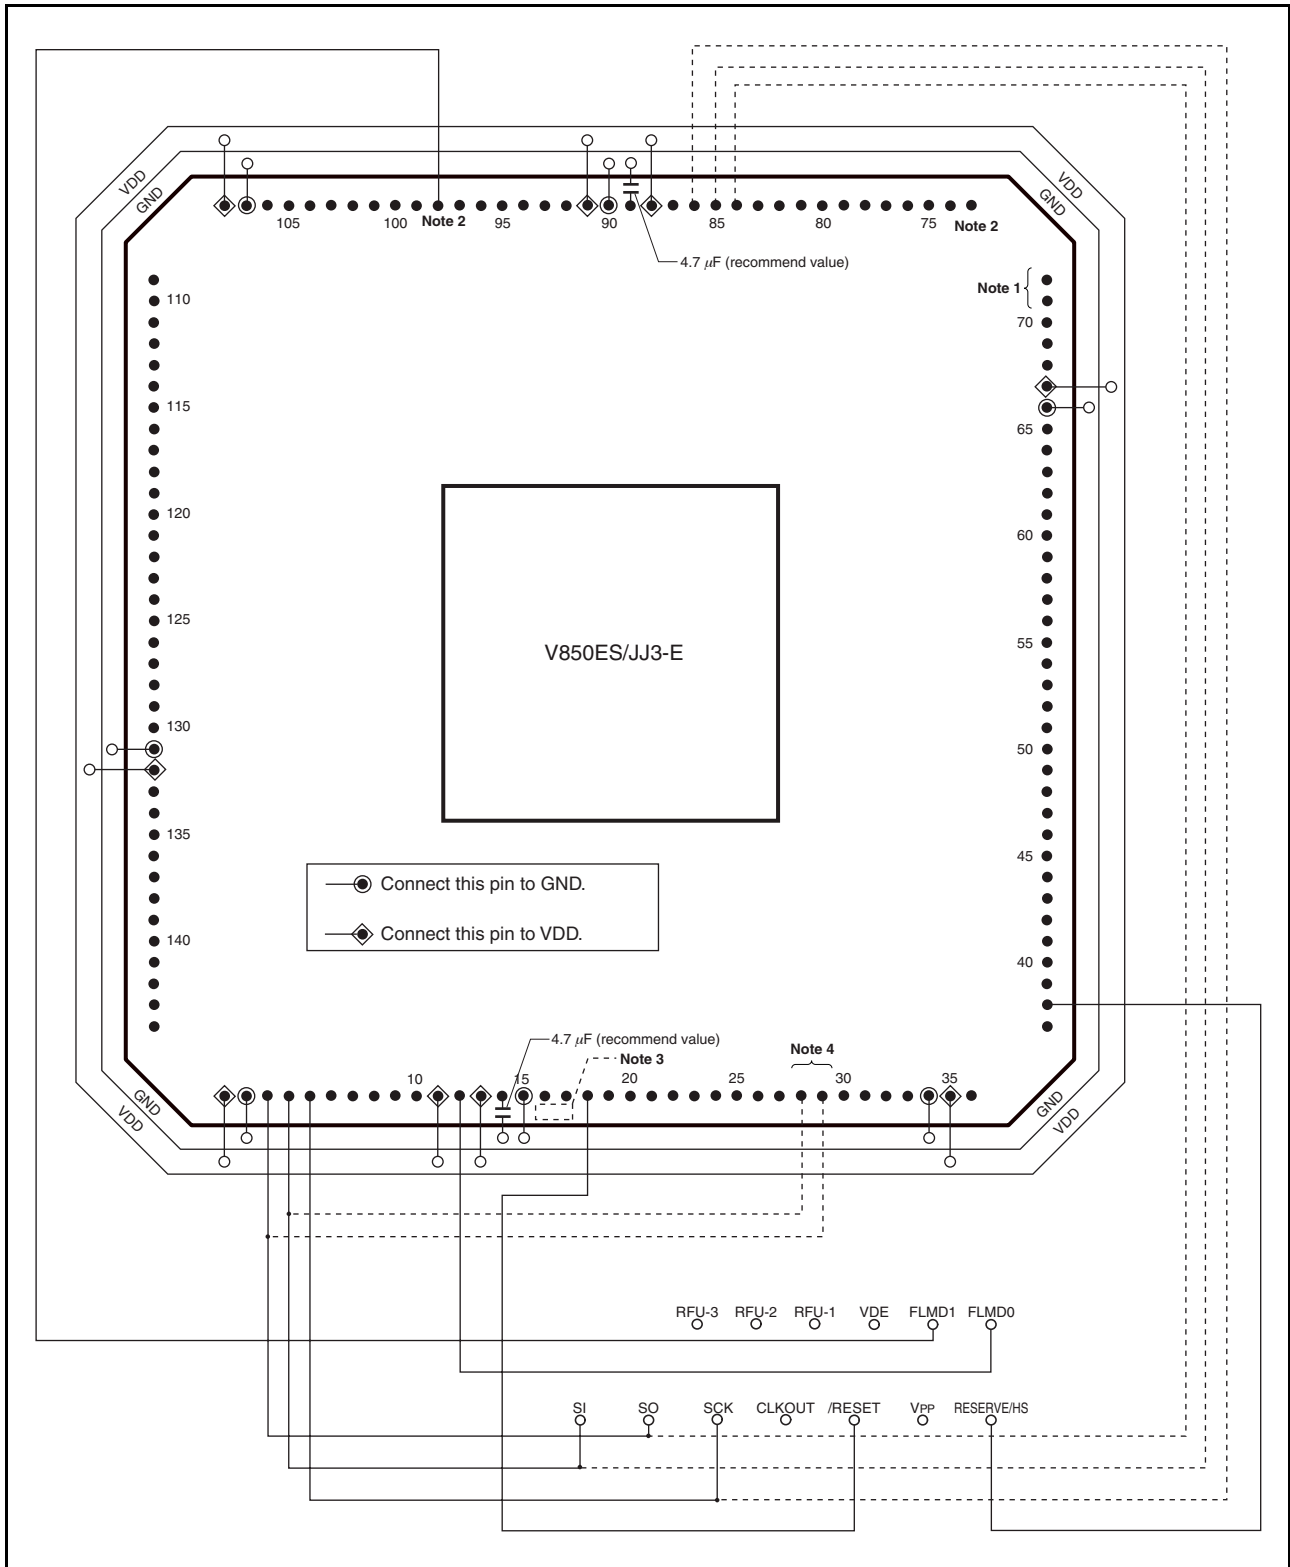 VDD
GND
VDD
GND
105
100
Note 2
95
90
85
80
75
Note 2
4.7 μF (recommend value)
Note 1
110
70
115
65
120
60
125
55
130
50
135
45
140
40
V850ES/JJ3-E
Connect this pin to GND.
Connect this pin to VDD.
4.7 μF (recommend value)
Note 3
Note 4
10
15
20
25
30
35
GND
VDD
GND
VDD
RFU-3 RFU-2 RFU-1 VDE FLMD1 FLMD0
SI SO SCK CLKOUT /RESET VPP RESERVE/HS